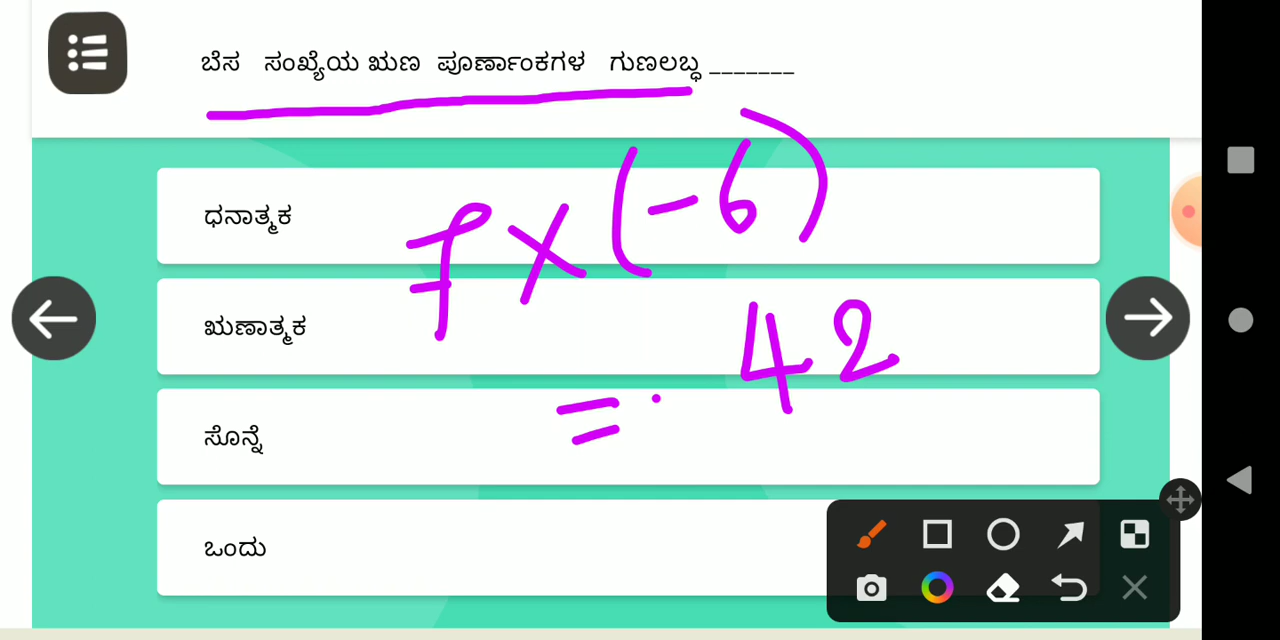 ಬೆಸ ಸಂಖ್ಯೆಯ ಋಣ ಪೂರ್ಣಾಂಕಗಳ ಗುಣಲಬ್ಧ _______
ಧನಾತ್ಮಕ
7 × (-6)
ಋಣಾತ್ಮಕ
= · 42
ಸೊನ್ನೆ
ಒಂದು